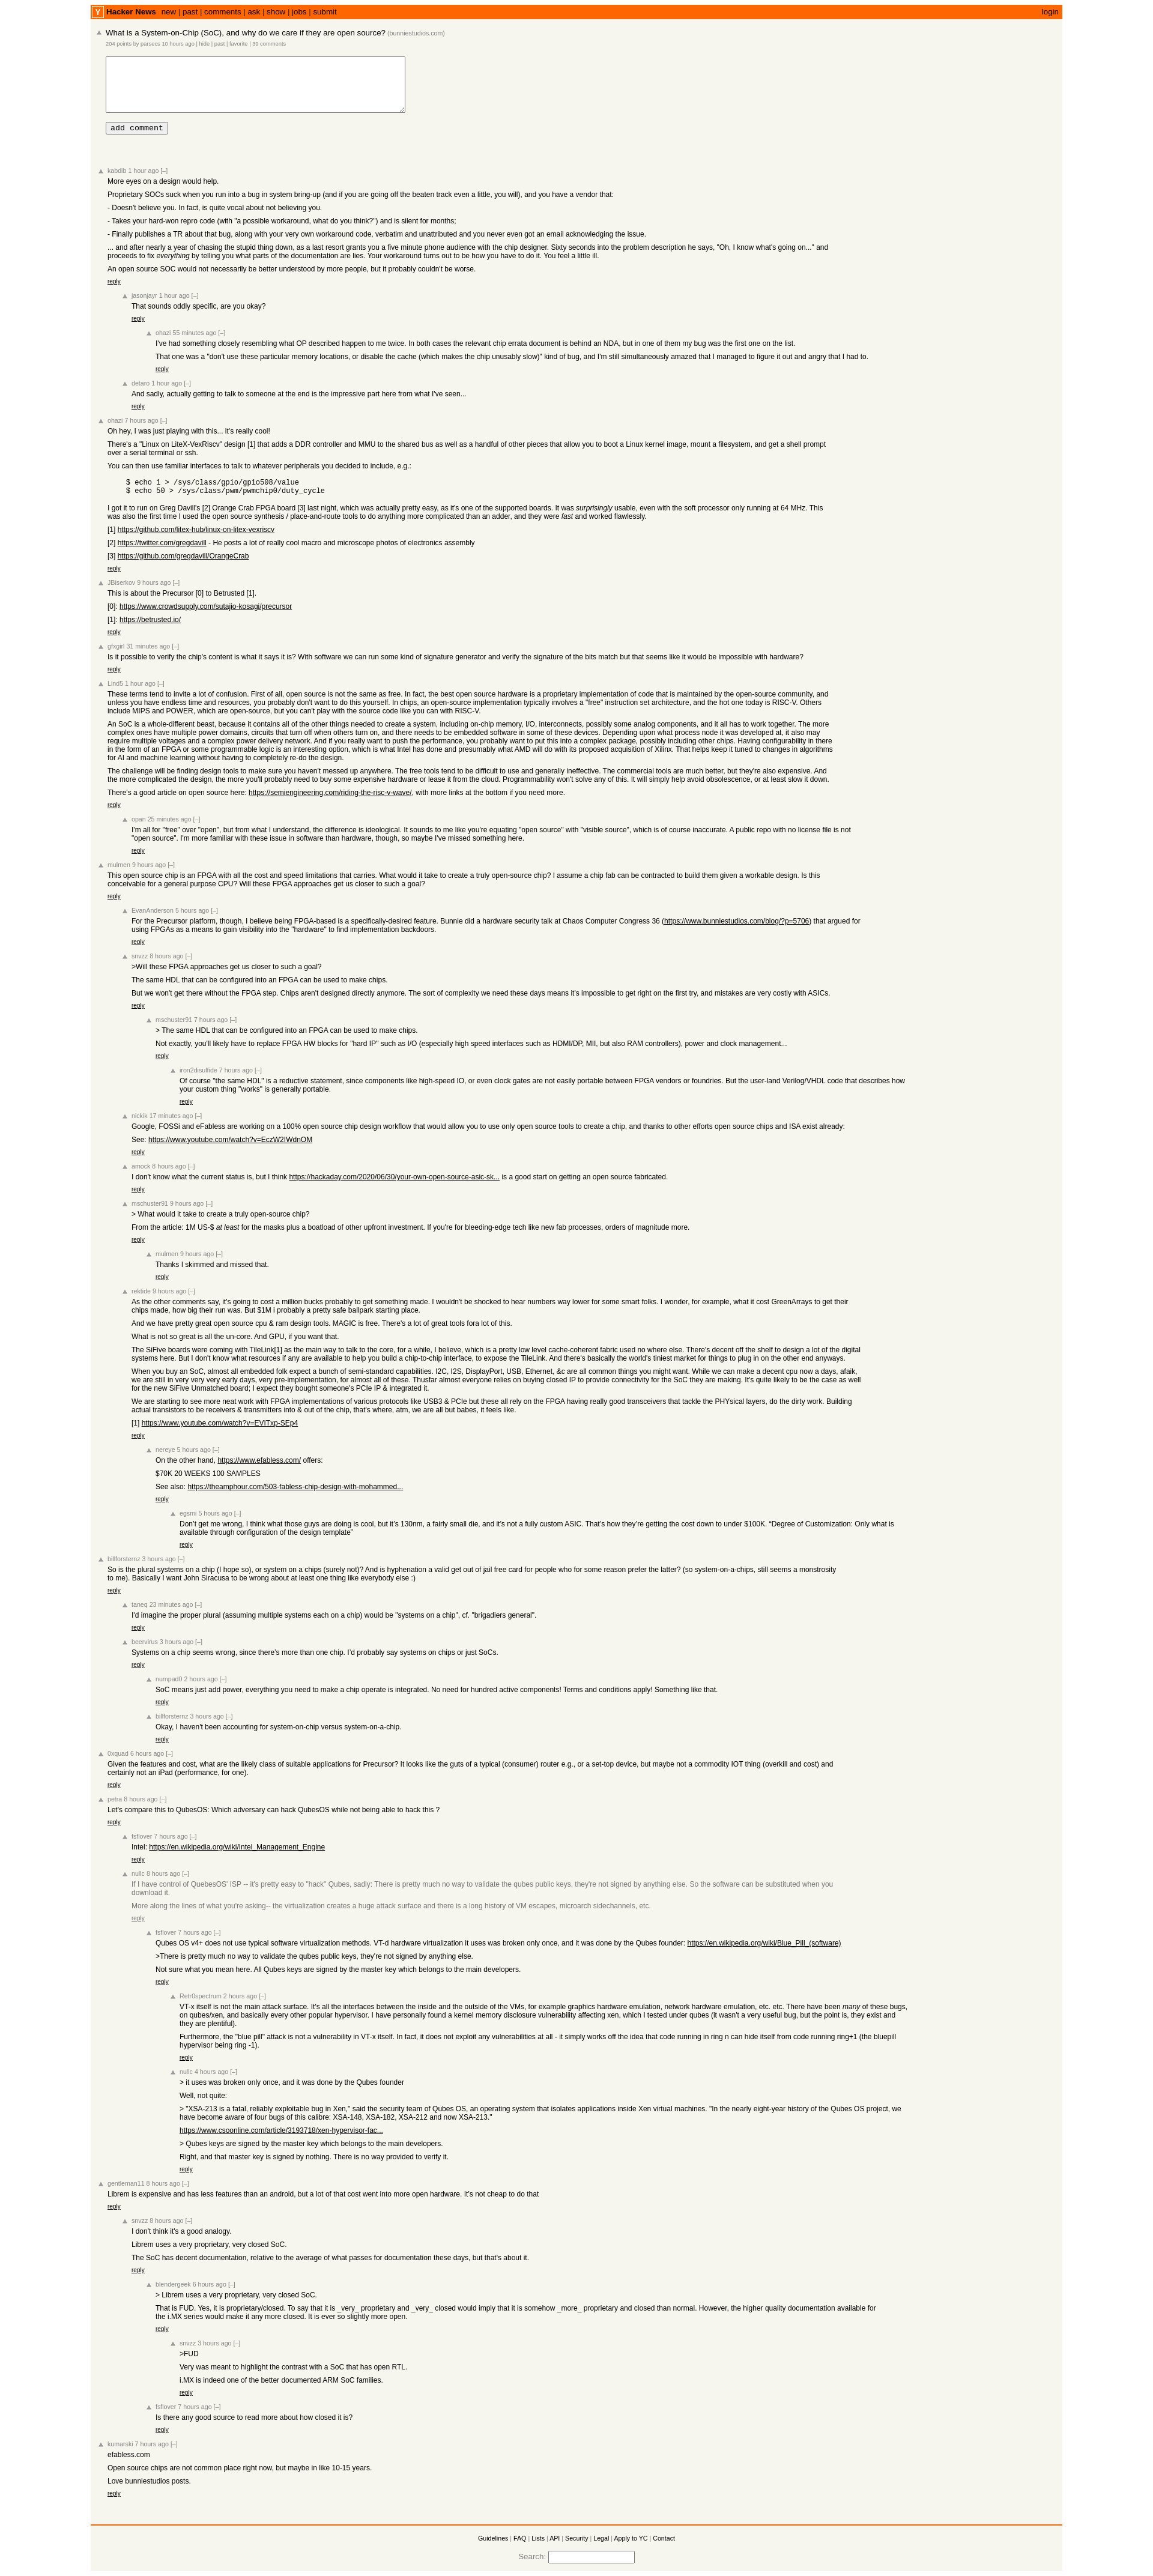 Y Hacker News new | past | comments | ask | show | jobs | submit login
What is a System-on-Chip (SoC), and why do we care if they are open source? (bunniestudios.com)
204 points by parsecs 10 hours ago | hide | past | favorite | 39 comments
add comment
kabdib 1 hour ago [–]
More eyes on a design would help.
Proprietary SOCs suck when you run into a bug in system bring-up (and if you are going off the beaten track even a little, you will), and you have a vendor that:
- Doesn't believe you. In fact, is quite vocal about not believing you.
- Takes your hard-won repro code (with "a possible workaround, what do you think?") and is silent for months;
- Finally publishes a TR about that bug, along with your very own workaround code, verbatim and unattributed and you never even got an email acknowledging the issue.
... and after nearly a year of chasing the stupid thing down, as a last resort grants you a five minute phone audience with the chip designer. Sixty seconds into the problem description he says, "Oh, I know what's going on..." and
proceeds to fix everything by telling you what parts of the documentation are lies. Your workaround turns out to be how you have to do it. You feel a little ill.
An open source SOC would not necessarily be better understood by more people, but it probably couldn't be worse.
reply
jasonjayr 1 hour ago [–]
That sounds oddly specific, are you okay?
reply
ohazi 55 minutes ago [–]
I've had something closely resembling what OP described happen to me twice. In both cases the relevant chip errata document is behind an NDA, but in one of them my bug was the first one on the list.
That one was a "don't use these particular memory locations, or disable the cache (which makes the chip unusably slow)" kind of bug, and I'm still simultaneously amazed that I managed to figure it out and angry that I had to.
reply
detaro 1 hour ago [–]
And sadly, actually getting to talk to someone at the end is the impressive part here from what I've seen...
reply
ohazi 7 hours ago [–]
Oh hey, I was just playing with this... it's really cool!
There's a "Linux on LiteX-VexRiscv" design [1] that adds a DDR controller and MMU to the shared bus as well as a handful of other pieces that allow you to boot a Linux kernel image, mount a filesystem, and get a shell prompt
over a serial terminal or ssh.
You can then use familiar interfaces to talk to whatever peripherals you decided to include, e.g.:
$ echo 1 > /sys/class/gpio/gpio508/value
$ echo 50 > /sys/class/pwm/pwmchip0/duty_cycle
I got it to run on Greg Davill's [2] Orange Crab FPGA board [3] last night, which was actually pretty easy, as it's one of the supported boards. It was surprisingly usable, even with the soft processor only running at 64 MHz. This
was also the first time I used the open source synthesis / place-and-route tools to do anything more complicated than an adder, and they were fast and worked flawlessly.
[1] https://github.com/litex-hub/linux-on-litex-vexriscv
[2] https://twitter.com/gregdavill - He posts a lot of really cool macro and microscope photos of electronics assembly
[3] https://github.com/gregdavill/OrangeCrab
reply
JBiserkov 9 hours ago [–]
This is about the Precursor [0] to Betrusted [1].
[0]: https://www.crowdsupply.com/sutajio-kosagi/precursor
[1]: https://betrusted.io/
reply
gfxgirl 31 minutes ago [–]
Is it possible to verify the chip's content is what it says it is? With software we can run some kind of signature generator and verify the signature of the bits match but that seems like it would be impossible with hardware?
reply
Lind5 1 hour ago [–]
These terms tend to invite a lot of confusion. First of all, open source is not the same as free. In fact, the best open source hardware is a proprietary implementation of code that is maintained by the open-source community, and
unless you have endless time and resources, you probably don't want to do this yourself. In chips, an open-source implementation typically involves a "free" instruction set architecture, and the hot one today is RISC-V. Others
include MIPS and POWER, which are open-source, but you can't play with the source code like you can with RISC-V.
An SoC is a whole-different beast, because it contains all of the other things needed to create a system, including on-chip memory, I/O, interconnects, possibly some analog components, and it all has to work together. The more
complex ones have multiple power domains, circuits that turn off when others turn on, and there needs to be embedded software in some of these devices. Depending upon what process node it was developed at, it also may
require multiple voltages and a complex power delivery network. And if you really want to push the performance, you probably want to put this into a complex package, possibly including other chips. Having configurability in there
in the form of an FPGA or some programmable logic is an interesting option, which is what Intel has done and presumably what AMD will do with its proposed acquisition of Xilinx. That helps keep it tuned to changes in algorithms
for AI and machine learning without having to completely re-do the design.
The challenge will be finding design tools to make sure you haven't messed up anywhere. The free tools tend to be difficult to use and generally ineffective. The commercial tools are much better, but they're also expensive. And
the more complicated the design, the more you'll probably need to buy some expensive hardware or lease it from the cloud. Programmability won't solve any of this. It will simply help avoid obsolescence, or at least slow it down.
There's a good article on open source here: https://semiengineering.com/riding-the-risc-v-wave/, with more links at the bottom if you need more.
reply
opan 25 minutes ago [–]
I'm all for "free" over "open", but from what I understand, the difference is ideological. It sounds to me like you're equating "open source" with "visible source", which is of course inaccurate. A public repo with no license file is not
"open source". I'm more familiar with these issue in software than hardware, though, so maybe I've missed something here.
reply
mulmen 9 hours ago [–]
This open source chip is an FPGA with all the cost and speed limitations that carries. What would it take to create a truly open-source chip? I assume a chip fab can be contracted to build them given a workable design. Is this
conceivable for a general purpose CPU? Will these FPGA approaches get us closer to such a goal?
reply
EvanAnderson 5 hours ago [–]
For the Precursor platform, though, I believe being FPGA-based is a specifically-desired feature. Bunnie did a hardware security talk at Chaos Computer Congress 36 (https://www.bunniestudios.com/blog/?p=5706) that argued for
using FPGAs as a means to gain visibility into the "hardware" to find implementation backdoors.
reply
snvzz 8 hours ago [–]
>Will these FPGA approaches get us closer to such a goal?
The same HDL that can be configured into an FPGA can be used to make chips.
But we won't get there without the FPGA step. Chips aren't designed directly anymore. The sort of complexity we need these days means it's impossible to get right on the first try, and mistakes are very costly with ASICs.
reply
mschuster91 7 hours ago [–]
> The same HDL that can be configured into an FPGA can be used to make chips.
Not exactly, you'll likely have to replace FPGA HW blocks for "hard IP" such as I/O (especially high speed interfaces such as HDMI/DP, MII, but also RAM controllers), power and clock management...
reply
iron2disulfide 7 hours ago [–]
Of course "the same HDL" is a reductive statement, since components like high-speed IO, or even clock gates are not easily portable between FPGA vendors or foundries. But the user-land Verilog/VHDL code that describes how
your custom thing "works" is generally portable.
reply
nickik 17 minutes ago [–]
Google, FOSSi and eFabless are working on a 100% open source chip design workflow that would allow you to use only open source tools to create a chip, and thanks to other efforts open source chips and ISA exist already:
See: https://www.youtube.com/watch?v=EczW2IWdnOM
reply
amock 8 hours ago [–]
I don't know what the current status is, but I think https://hackaday.com/2020/06/30/your-own-open-source-asic-sk... is a good start on getting an open source fabricated.
reply
mschuster91 9 hours ago [–]
> What would it take to create a truly open-source chip?
From the article: 1M US-$ at least for the masks plus a boatload of other upfront investment. If you're for bleeding-edge tech like new fab processes, orders of magnitude more.
reply
mulmen 9 hours ago [–]
Thanks I skimmed and missed that.
reply
rektide 9 hours ago [–]
As the other comments say, it's going to cost a million bucks probably to get something made. I wouldn't be shocked to hear numbers way lower for some smart folks. I wonder, for example, what it cost GreenArrays to get their
chips made, how big their run was. But $1M i probably a pretty safe ballpark starting place.
And we have pretty great open source cpu & ram design tools. MAGIC is free. There's a lot of great tools fora lot of this.
What is not so great is all the un-core. And GPU, if you want that.
The SiFive boards were coming with TileLink[1] as the main way to talk to the core, for a while, I believe, which is a pretty low level cache-coherent fabric used no where else. There's decent off the shelf to design a lot of the digital
systems here. But I don't know what resources if any are available to help you build a chip-to-chip interface, to expose the TileLink. And there's basically the world's tiniest market for things to plug in on the other end anyways.
When you buy an SoC, almost all embedded folk expect a bunch of semi-standard capabilities. I2C, I2S, DisplayPort, USB, Ethernet, &c are all common things you might want. While we can make a decent cpu now a days, afaik,
we are still in very very very early days, very pre-implementation, for almost all of these. Thusfar almost everyone relies on buying closed IP to provide connectivity for the SoC they are making. It's quite likely to be the case as well
for the new SiFive Unmatched board; I expect they bought someone's PCIe IP & integrated it.
We are starting to see more neat work with FPGA implementations of various protocols like USB3 & PCIe but these all rely on the FPGA having really good transceivers that tackle the PHYsical layers, do the dirty work. Building
actual transistors to be receivers & transmitters into & out of the chip, that's where, atm, we are all but babes, it feels like.
[1] https://www.youtube.com/watch?v=EVITxp-SEp4
reply
nereye 5 hours ago [–]
On the other hand, https://www.efabless.com/ offers:
$70K 20 WEEKS 100 SAMPLES
See also: https://theamphour.com/503-fabless-chip-design-with-mohammed...
reply
egsmi 5 hours ago [–]
Don't get me wrong, I think what those guys are doing is cool, but it's 130nm, a fairly small die, and it's not a fully custom ASIC. That's how they're getting the cost down to under $100K. "Degree of Customization: Only what is
available through configuration of the design template"
reply
billforsternz 3 hours ago [–]
So is the plural systems on a chip (I hope so), or system on a chips (surely not)? And is hyphenation a valid get out of jail free card for people who for some reason prefer the latter? (so system-on-a-chips, still seems a monstrosity
to me). Basically I want John Siracusa to be wrong about at least one thing like everybody else :)
reply
taneq 23 minutes ago [–]
I'd imagine the proper plural (assuming multiple systems each on a chip) would be "systems on a chip", cf. "brigadiers general".
reply
beervirus 3 hours ago [–]
Systems on a chip seems wrong, since there's more than one chip. I'd probably say systems on chips or just SoCs.
reply
numpad0 2 hours ago [–]
SoC means just add power, everything you need to make a chip operate is integrated. No need for hundred active components! Terms and conditions apply! Something like that.
reply
billforsternz 3 hours ago [–]
Okay, I haven't been accounting for system-on-chip versus system-on-a-chip.
reply
0xquad 6 hours ago [–]
Given the features and cost, what are the likely class of suitable applications for Precursor? It looks like the guts of a typical (consumer) router e.g., or a set-top device, but maybe not a commodity IOT thing (overkill and cost) and
certainly not an iPad (performance, for one).
reply
petra 8 hours ago [–]
Let's compare this to QubesOS: Which adversary can hack QubesOS while not being able to hack this ?
reply
fsflover 7 hours ago [–]
Intel: https://en.wikipedia.org/wiki/Intel_Management_Engine
reply
nullc 8 hours ago [–]
If I have control of QuebesOS' ISP -- it's pretty easy to "hack" Qubes, sadly: There is pretty much no way to validate the qubes public keys, they're not signed by anything else. So the software can be substituted when you
download it.
More along the lines of what you're asking-- the virtualization creates a huge attack surface and there is a long history of VM escapes, microarch sidechannels, etc.
reply
fsflover 7 hours ago [–]
Qubes OS v4+ does not use typical software virtualization methods. VT-d hardware virtualization it uses was broken only once, and it was done by the Qubes founder: https://en.wikipedia.org/wiki/Blue_Pill_(software)
>There is pretty much no way to validate the qubes public keys, they're not signed by anything else.
Not sure what you mean here. All Qubes keys are signed by the master key which belongs to the main developers.
reply
Retr0spectrum 2 hours ago [–]
VT-x itself is not the main attack surface. It's all the interfaces between the inside and the outside of the VMs, for example graphics hardware emulation, network hardware emulation, etc. etc. There have been many of these bugs,
on qubes/xen, and basically every other popular hypervisor. I have personally found a kernel memory disclosure vulnerability affecting xen, which I tested under qubes (it wasn't a very useful bug, but the point is, they exist and
they are plentiful).
Furthermore, the "blue pill" attack is not a vulnerability in VT-x itself. In fact, it does not exploit any vulnerabilities at all - it simply works off the idea that code running in ring n can hide itself from code running ring+1 (the bluepill
hypervisor being ring -1).
reply
nullc 4 hours ago [–]
> it uses was broken only once, and it was done by the Qubes founder
Well, not quite:
> "XSA-213 is a fatal, reliably exploitable bug in Xen," said the security team of Qubes OS, an operating system that isolates applications inside Xen virtual machines. "In the nearly eight-year history of the Qubes OS project, we
have become aware of four bugs of this calibre: XSA-148, XSA-182, XSA-212 and now XSA-213."
https://www.csoonline.com/article/3193718/xen-hypervisor-fac...
> Qubes keys are signed by the master key which belongs to the main developers.
Right, and that master key is signed by nothing. There is no way provided to verify it.
reply
gentleman11 8 hours ago [–]
Librem is expensive and has less features than an android, but a lot of that cost went into more open hardware. It's not cheap to do that
reply
snvzz 8 hours ago [–]
I don't think it's a good analogy.
Librem uses a very proprietary, very closed SoC.
The SoC has decent documentation, relative to the average of what passes for documentation these days, but that's about it.
reply
blendergeek 6 hours ago [–]
> Librem uses a very proprietary, very closed SoC.
That is FUD. Yes, it is proprietary/closed. To say that it is _very_ proprietary and _very_ closed would imply that it is somehow _more_ proprietary and closed than normal. However, the higher quality documentation available for
the i.MX series would make it any more closed. It is ever so slightly more open.
reply
snvzz 3 hours ago [–]
>FUD
Very was meant to highlight the contrast with a SoC that has open RTL.
i.MX is indeed one of the better documented ARM SoC families.
reply
fsflover 7 hours ago [–]
Is there any good source to read more about how closed it is?
reply
kumarski 7 hours ago [–]
efabless.com
Open source chips are not common place right now, but maybe in like 10-15 years.
Love bunniestudios posts.
reply
Guidelines | FAQ | Lists | API | Security | Legal | Apply to YC | Contact
Search: